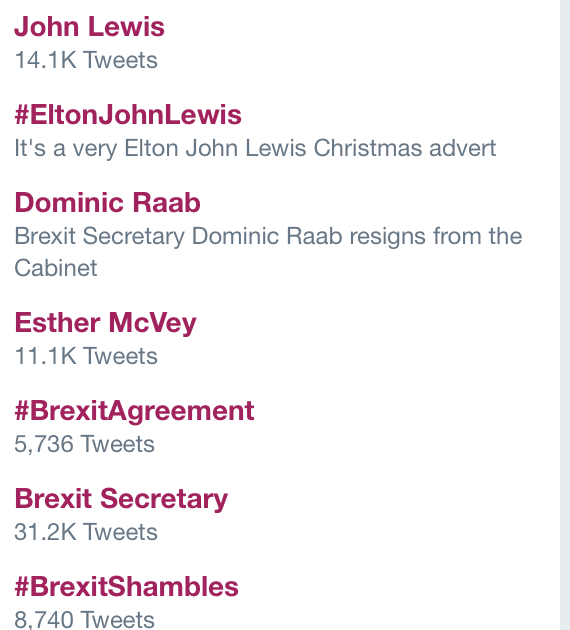 John Lewis
14.1K Tweets
#EltonJohnLewis
It's a very Elton John Lewis Christmas advert
Dominic Raab
Brexit Secretary Dominic Raab resigns from the
Cabinet
Esther McVey
11.1K Tweets
#BrexitAgreement
5,736 Tweets
Brexit Secretary
31.2K Tweets
#BrexitShambles
8,740 Tweets